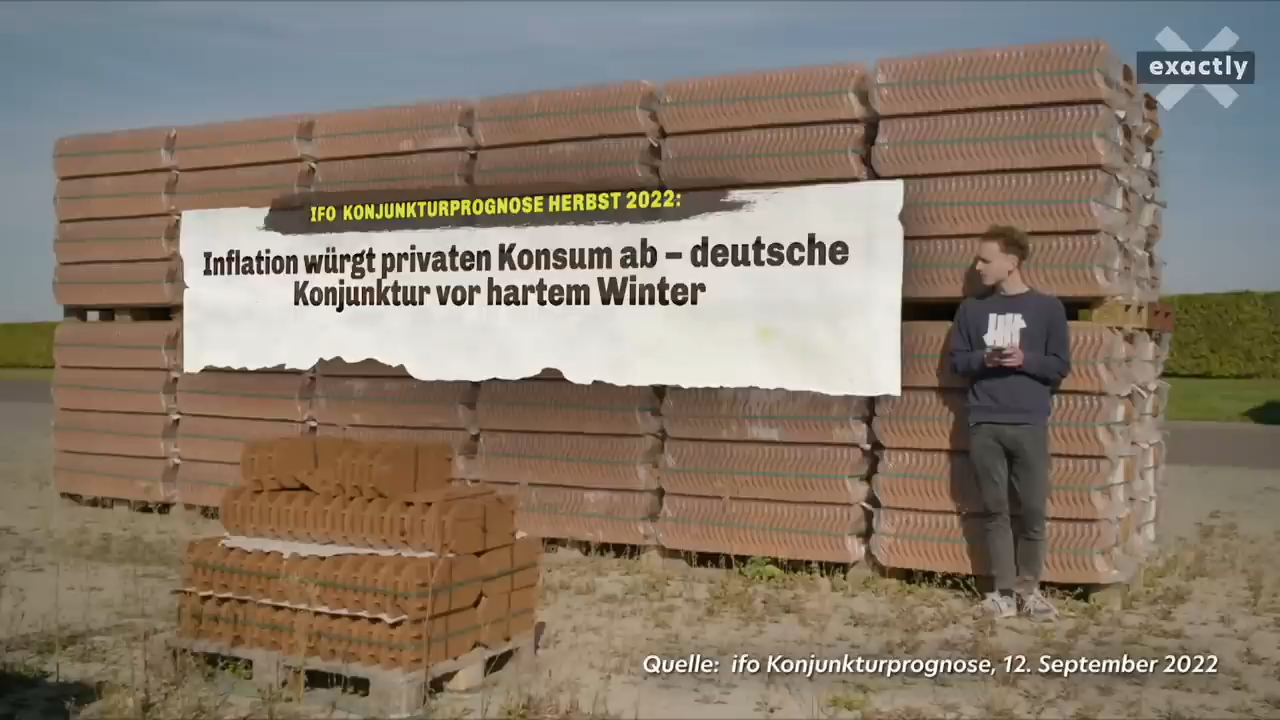 exactly
IFO KONJUNKTURPROGNOSE HERBST 2022:
Inflation würgt privaten Konsum ab – deutsche
Konjunktur vor hartem Winter
Quelle: ifo Konjunkturprognose, 12. September 2022